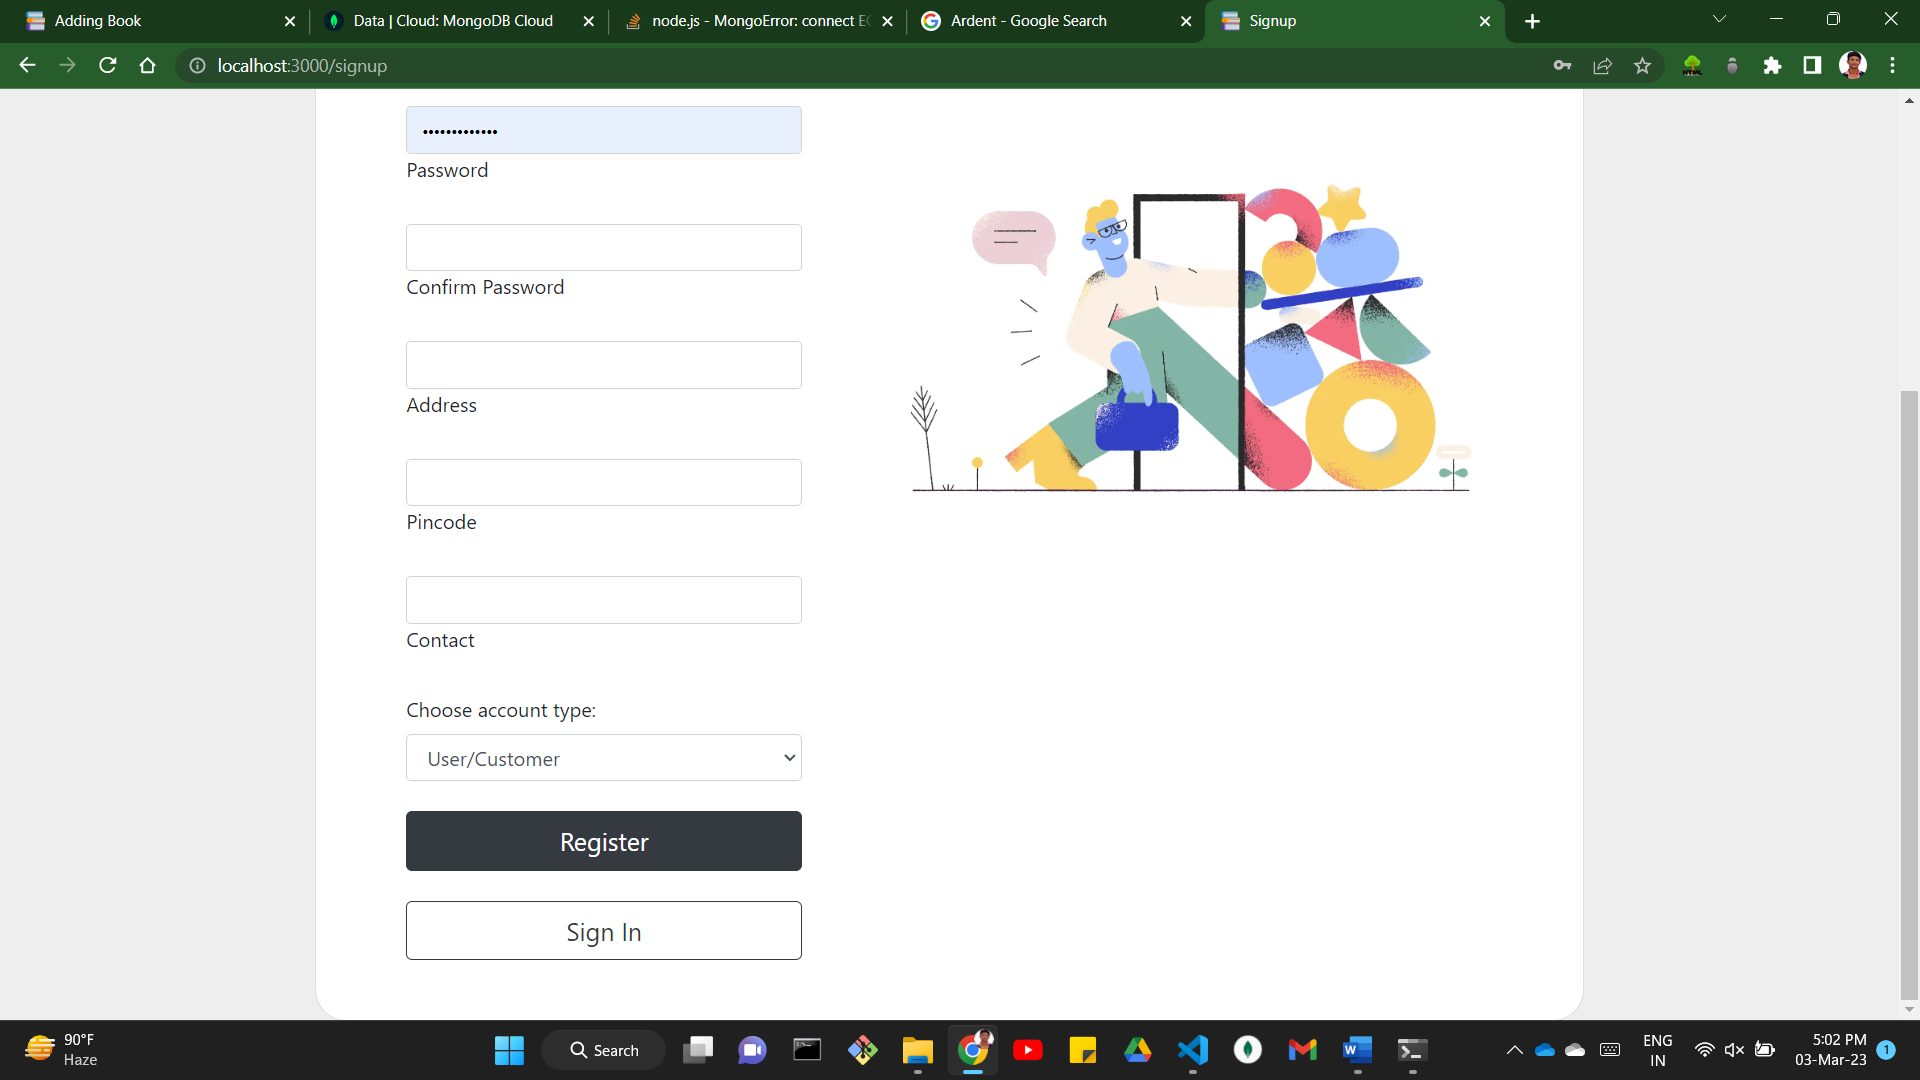 Adding Book
Data | Cloud: MongoDB Cloud
node.js - MongoError: connect EC
Ardent - Google Search
Signup
localhost:3000/signup
•••••••••••••
Password
Confirm Password
Address
Pincode
Contact
Choose account type:
User/Customer
Register
Sign In
90°F
Haze
Search
ENG
IN
5:02 PM
03-Mar-23
1